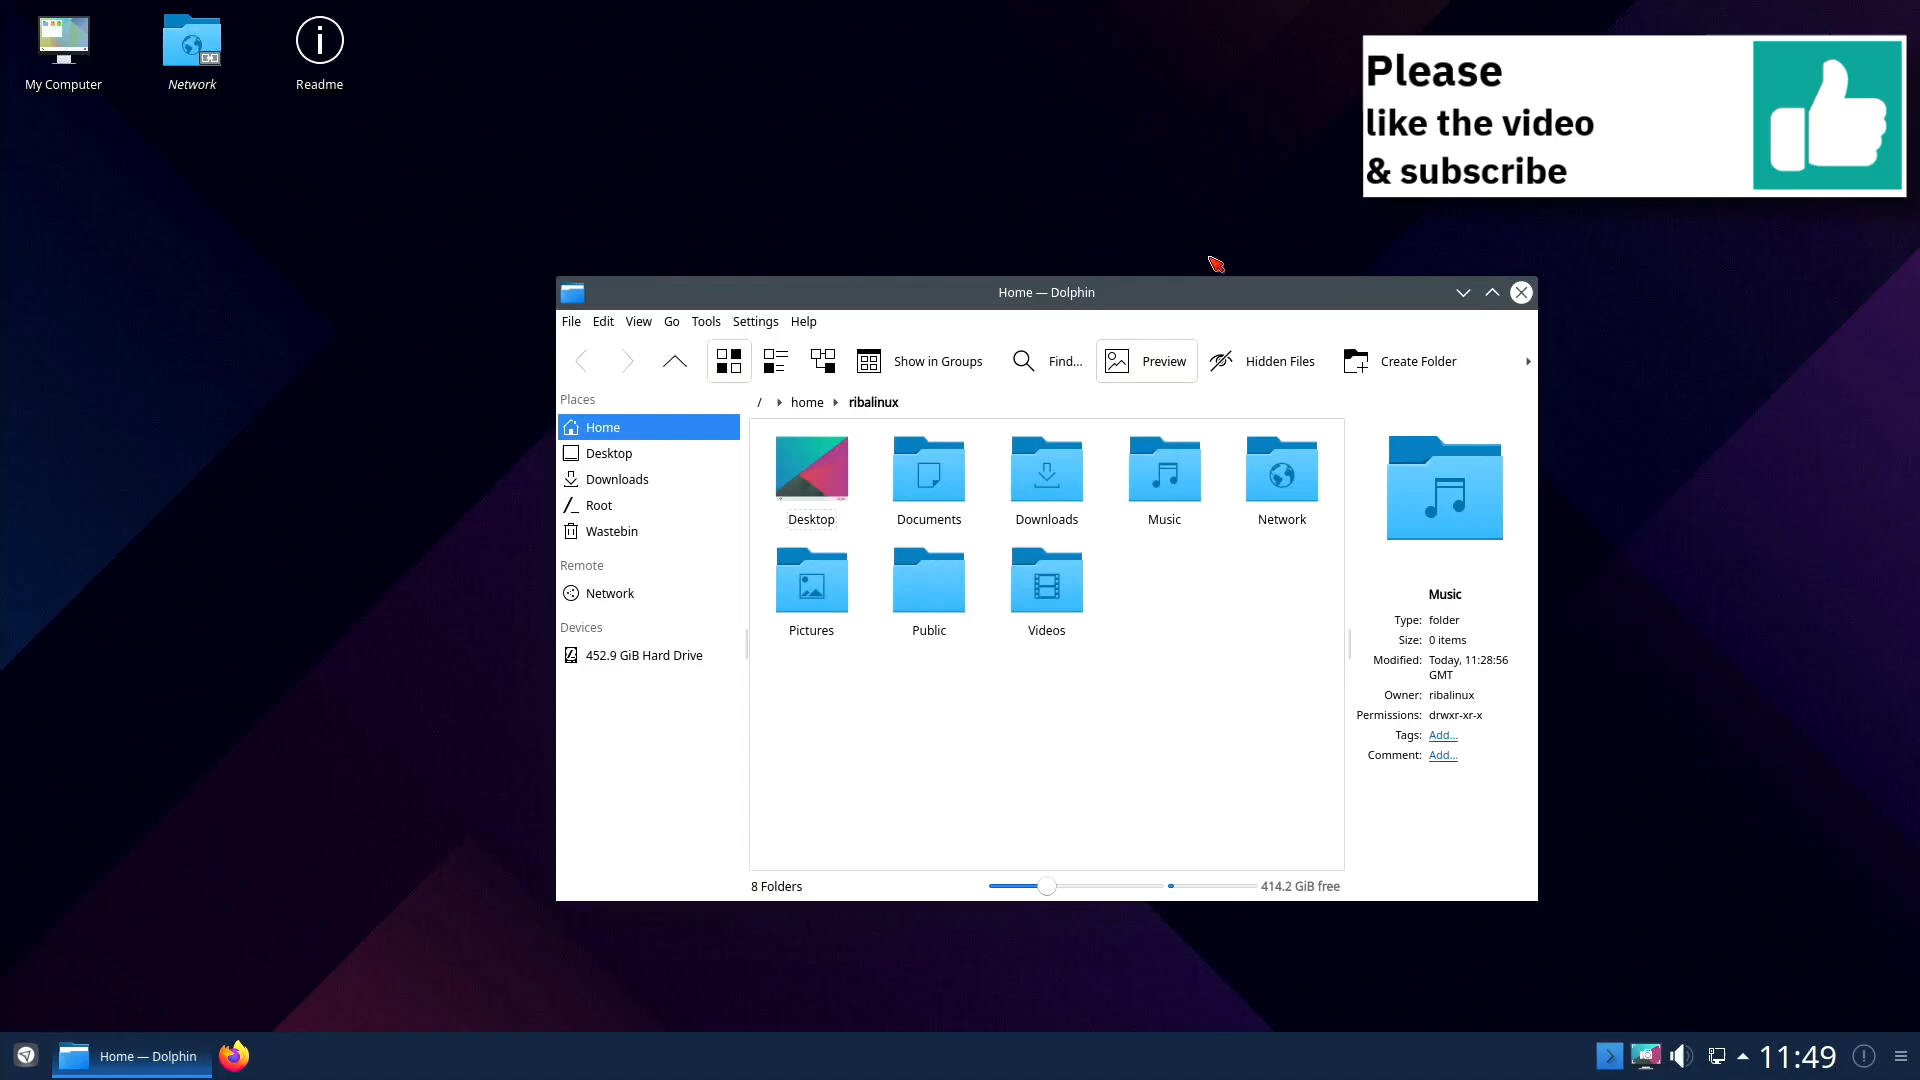 My Computer
Network
Readme
Please
like the video
& subscribe
Home — Dolphin
File Edit View Go Tools Settings Help
Show in Groups Find... Preview Hidden Files Create Folder
Places
/ home ribalinux
Home
Desktop
Downloads
Root
Wastebin
Remote
Network
Devices
452.9 GiB Hard Drive
Desktop Documents Downloads Music Network
Pictures Public Videos
Music
Type: folder
Size: 0 items
Modified: Today, 11:28:56
GMT
Owner: ribalinux
Permissions: drwxr-xr-x
Tags: Add...
Comment: Add...
8 Folders 414.2 GiB free
Home — Dolphin 11:49